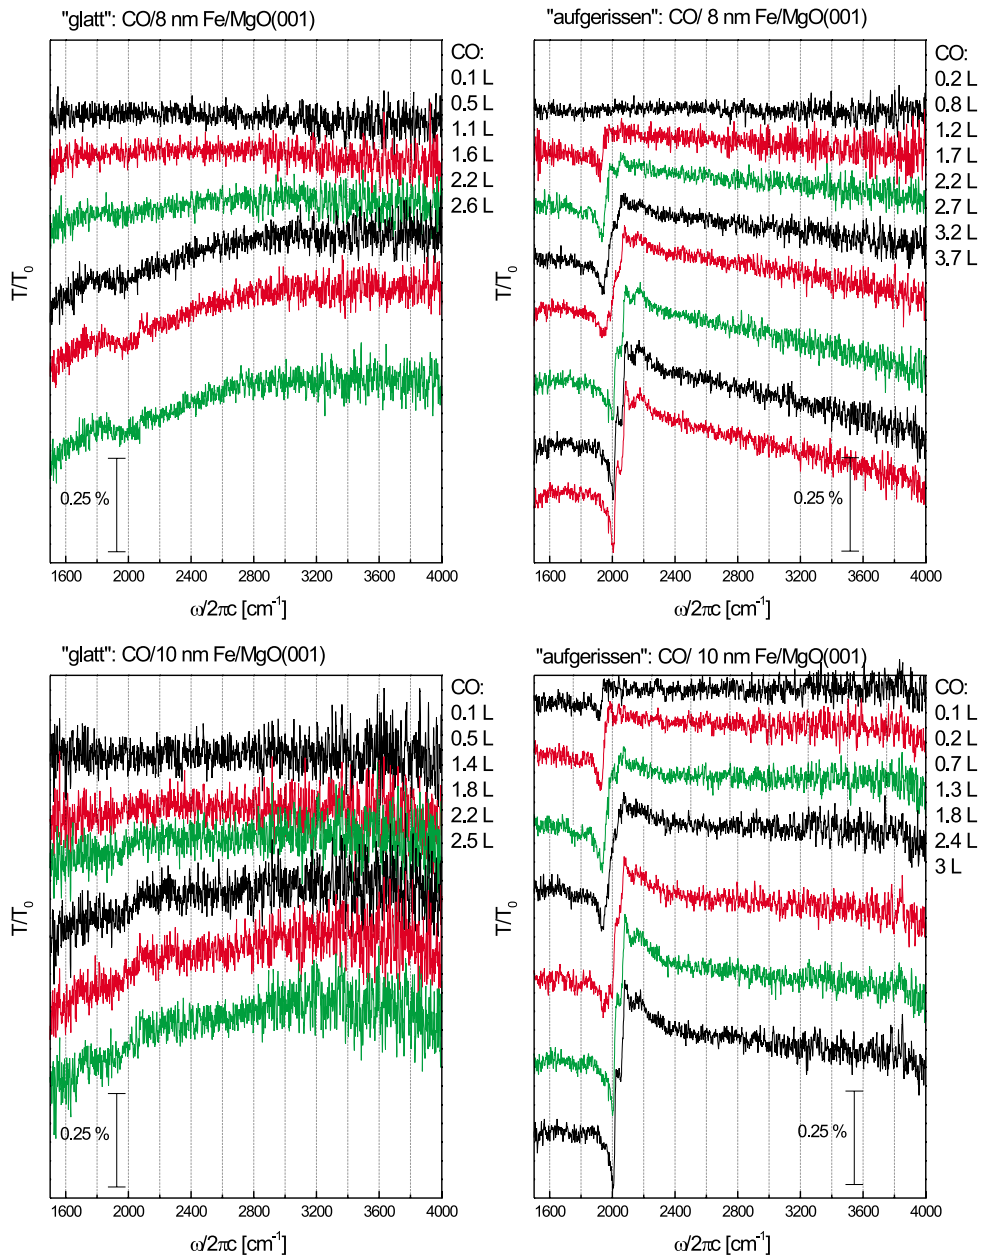 "glatt": CO/8 nm Fe/MgO(001)
CO:
0.1 L
0.5 L
1.1 L
1.6 L
2.2 L
2.6 L
T/T0
0.25 %
1600 2000 2400 2800 3200 3600 4000
ω/2πc [cm-1]
"aufgerissen": CO/ 8 nm Fe/MgO(001)
CO:
0.2 L
0.8 L
1.2 L
1.7 L
2.2 L
2.7 L
3.2 L
3.7 L
T/T0
0.25 %
1600 2000 2400 2800 3200 3600 4000
ω/2πc [cm-1]
"glatt": CO/10 nm Fe/MgO(001)
CO:
0.1 L
0.5 L
1.4 L
1.8 L
2.2 L
2.5 L
T/T0
0.25 %
1600 2000 2400 2800 3200 3600 4000
ω/2πc [cm-1]
"aufgerissen": CO/ 10 nm Fe/MgO(001)
CO:
0.1 L
0.2 L
0.7 L
1.3 L
1.8 L
2.4 L
3 L
T/T0
0.25 %
1600 2000 2400 2800 3200 3600 4000
ω/2πc [cm-1]